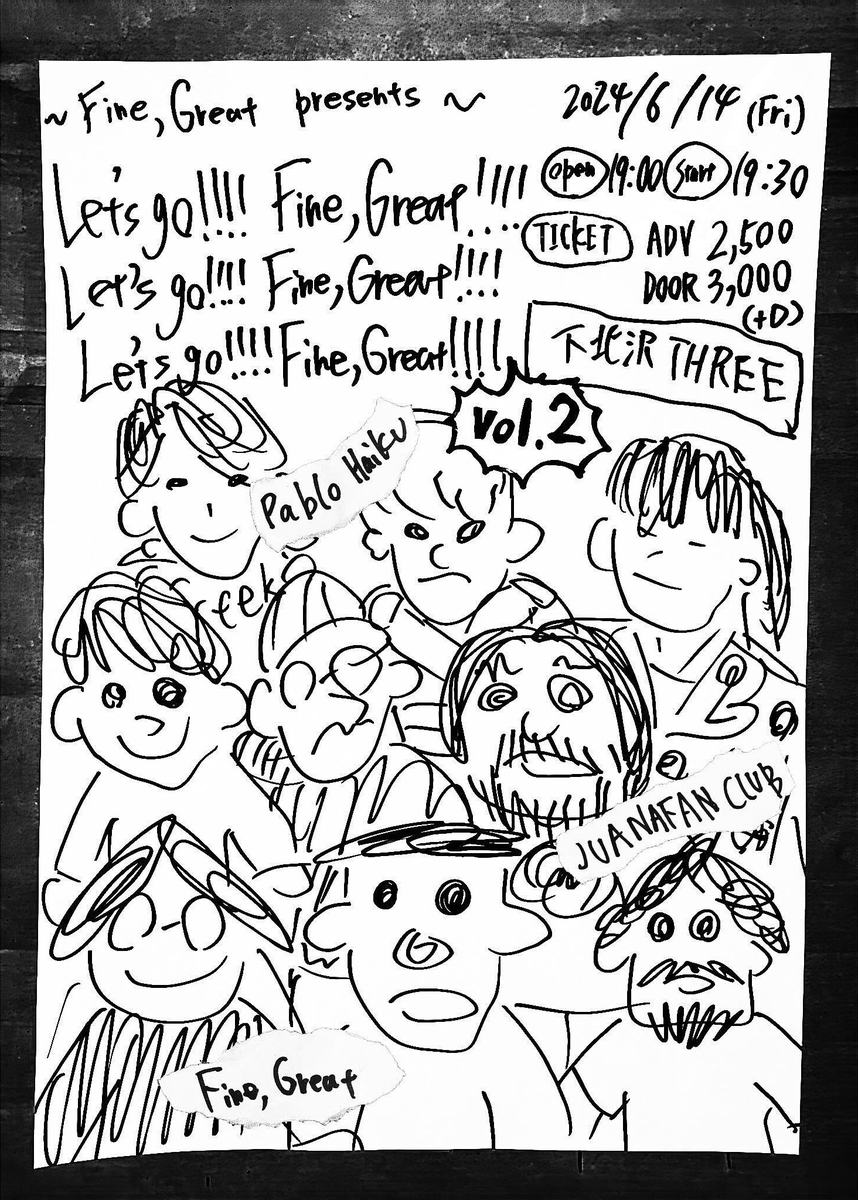 ~ Fine, Great presents ~
2024/6/14 (Fri)
Open 19:00 Start 19:30
Let's go!!!! Fine, Great!!!!
TICKET ADV 2,500
DOOR 3,000
(+D)
Let's go!!!! Fine, Great!!!!
Let's go!!!! Fine, Great!!!!
下北沢 THREE
vol.2
Pablo Haiku
JUANAFAN CLUB
Fine, Great